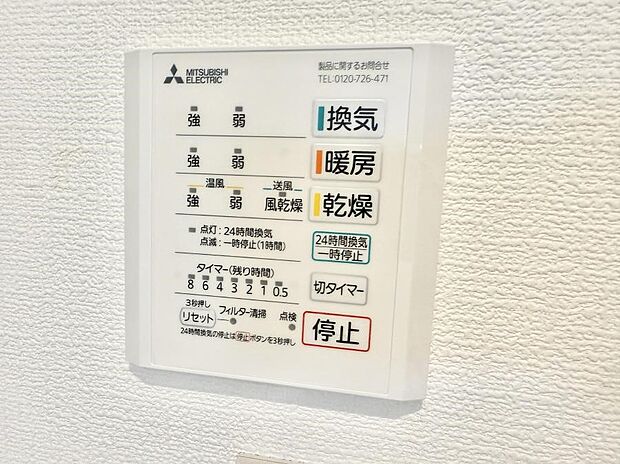 MITSUBISHI
ELECTRIC
製品に関するお問合せ
TEL:0120-726-471
強 弱 換気
強 弱 暖房
温風 送風
強 弱 風乾燥 乾燥
点灯:24時間換気
点滅:一時停止(1時間)
24時間換気
一時停止
タイマー(残り時間)
8 6 4 3 2 1 0.5
切タイマー
3秒押し
リセット フィルター清掃 点検
停止
24時間換気の停止は停止ボタンを3秒押し